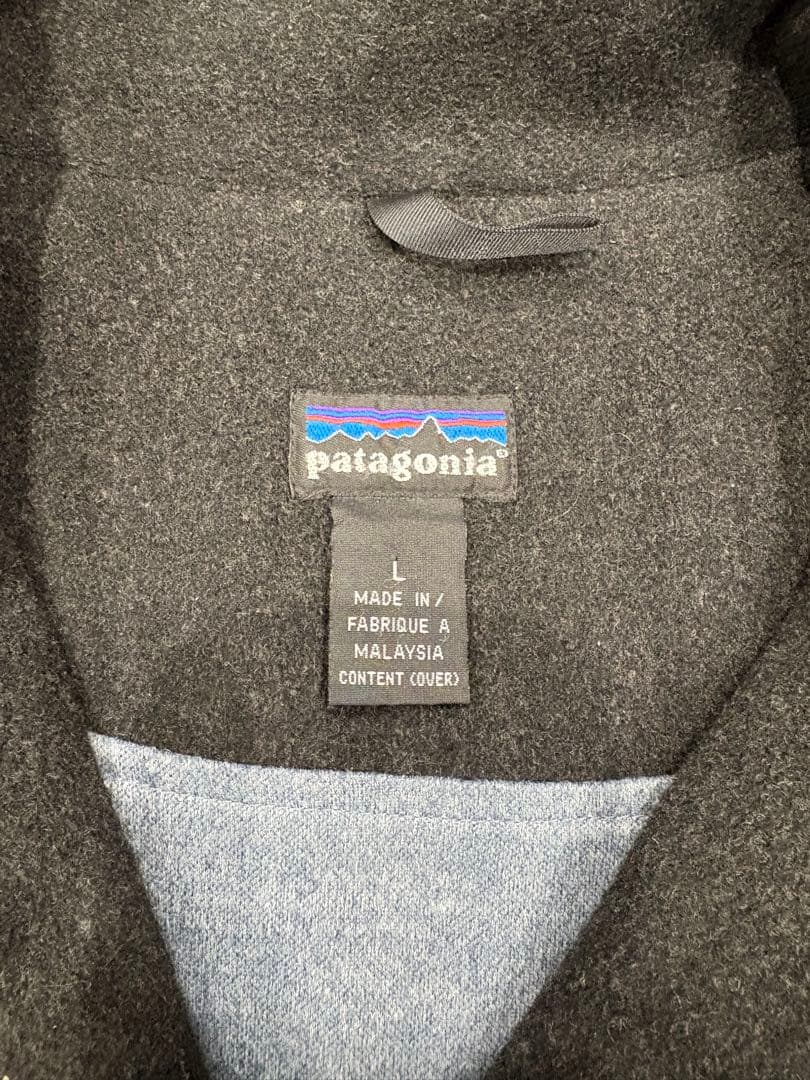 patagonia®
L
MADE IN/
FABRIQUE A
MALAYSIA
CONTENT (OVER)